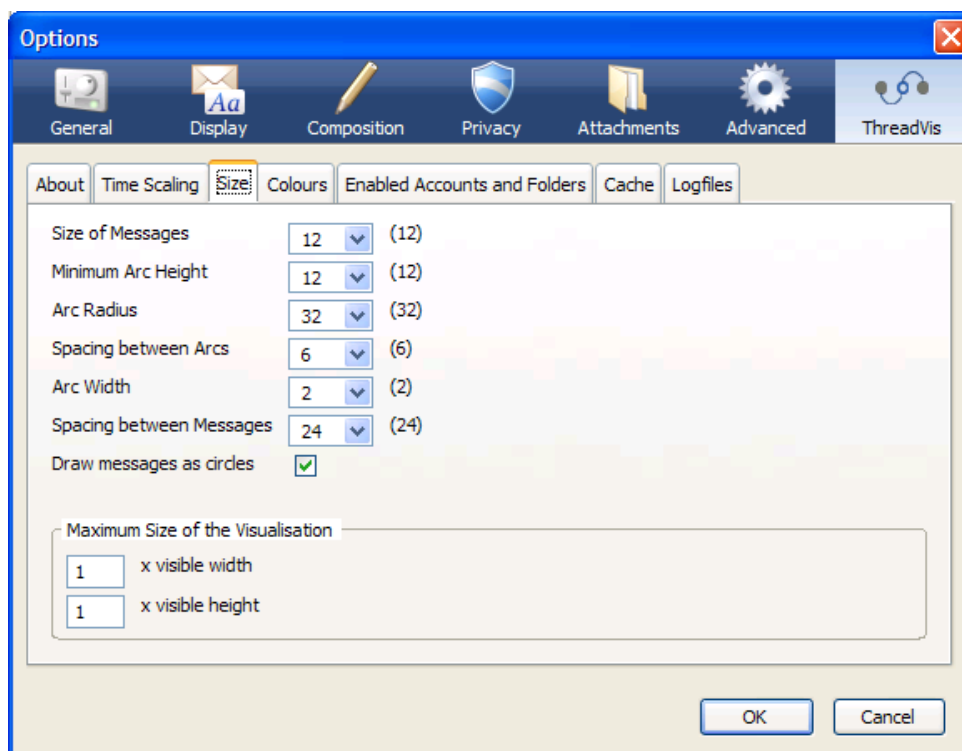 Options
General Display Composition Privacy Attachments Advanced ThreadVis
About Time Scaling Size Colours Enabled Accounts and Folders Cache Logfiles
Size of Messages 12 (12)
Minimum Arc Height 12 (12)
Arc Radius 32 (32)
Spacing between Arcs 6 (6)
Arc Width 2 (2)
Spacing between Messages 24 (24)
Draw messages as circles
Maximum Size of the Visualisation
1 x visible width
1 x visible height
OK Cancel